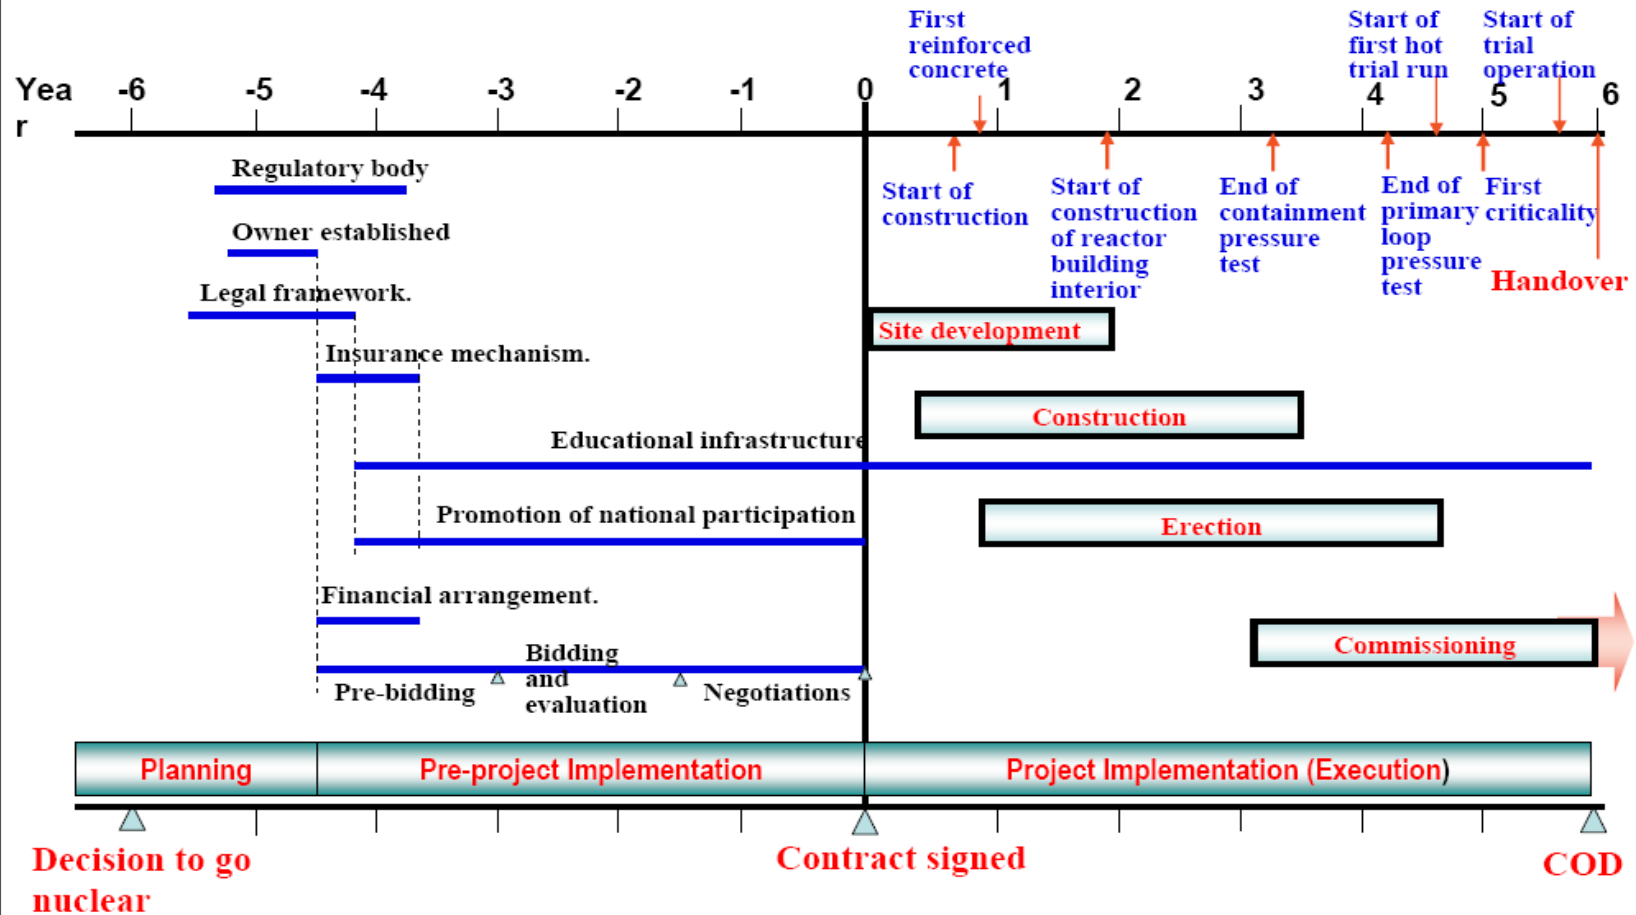 First
reinforced
concrete
Start of
first hot
trial run
Start of
trial
operation
Yea
r
-6 -5 -4 -3 -2 -1 0 1 2 3 4 5 6
Regulatory body
Owner established
Legal framework.
Insurance mechanism.
Educational infrastructure
Promotion of national participation
Financial arrangement.
Pre-bidding
Bidding
and
evaluation
Negotiations
Start of
construction
Start of
construction
of reactor
building
interior
End of
containment
pressure
test
End of
primary
loop
pressure
test
First
criticality
Handover
Site development
Construction
Erection
Commissioning
Planning
Pre-project Implementation
Project Implementation (Execution)
Decision to go
nuclear
Contract signed
COD